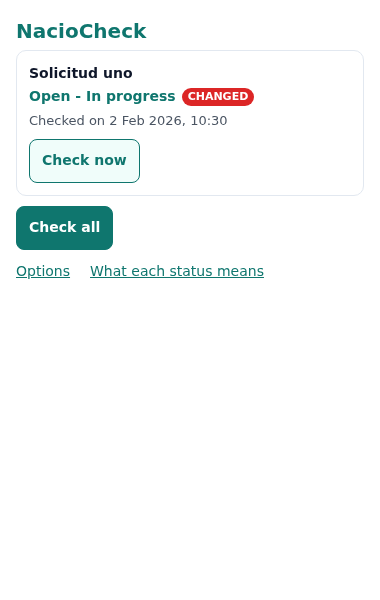 NacioCheck
Solicitud uno
Open - In progress CHANGED
Checked on 2 Feb 2026, 10:30
Check now
Check all
Options What each status means